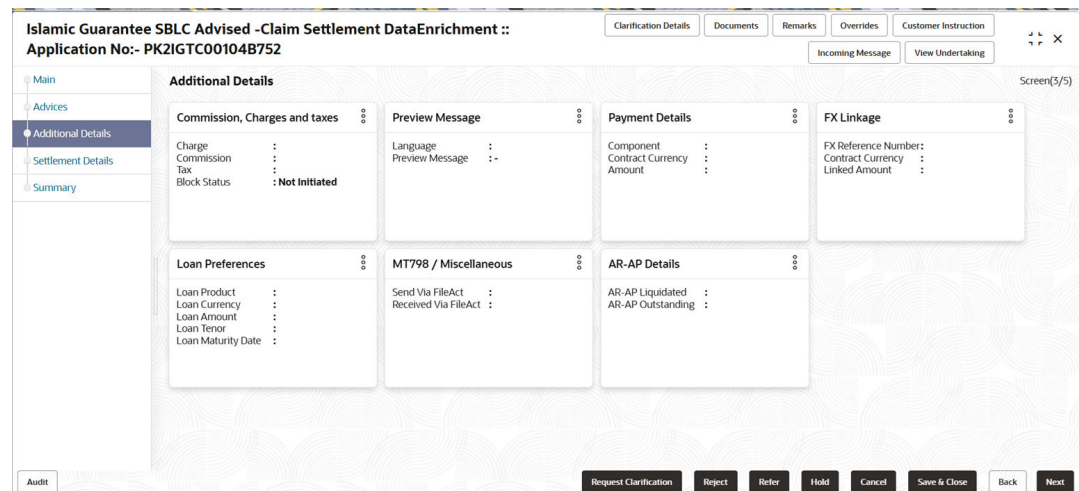 Islamic Guarantee SBLC Advised -Claim Settlement DataEnrichment ::
Application No:- PK2IGTC00104B752
Clarification Details
Documents
Remarks
Overrides
Customer Instruction
Incoming Message
View Undertaking
Main
Advices
Additional Details
Settlement Details
Summary
Additional Details
Screen(3/5)
Commission, Charges and taxes
Charge :
Commission :
Tax :
Block Status : Not Initiated
Preview Message
Language :
Preview Message : -
Payment Details
Component :
Contract Currency :
Amount :
FX Linkage
FX Reference Number:
Contract Currency :
Linked Amount :
Loan Preferences
Loan Product :
Loan Currency :
Loan Amount :
Loan Tenor :
Loan Maturity Date :
MT798 / Miscellaneous
Send Via FileAct :
Received Via FileAct :
AR-AP Details
AR-AP Liquidated :
AR-AP Outstanding :
Audit
Request Clarification
Reject
Refer
Hold
Cancel
Save & Close
Back
Next